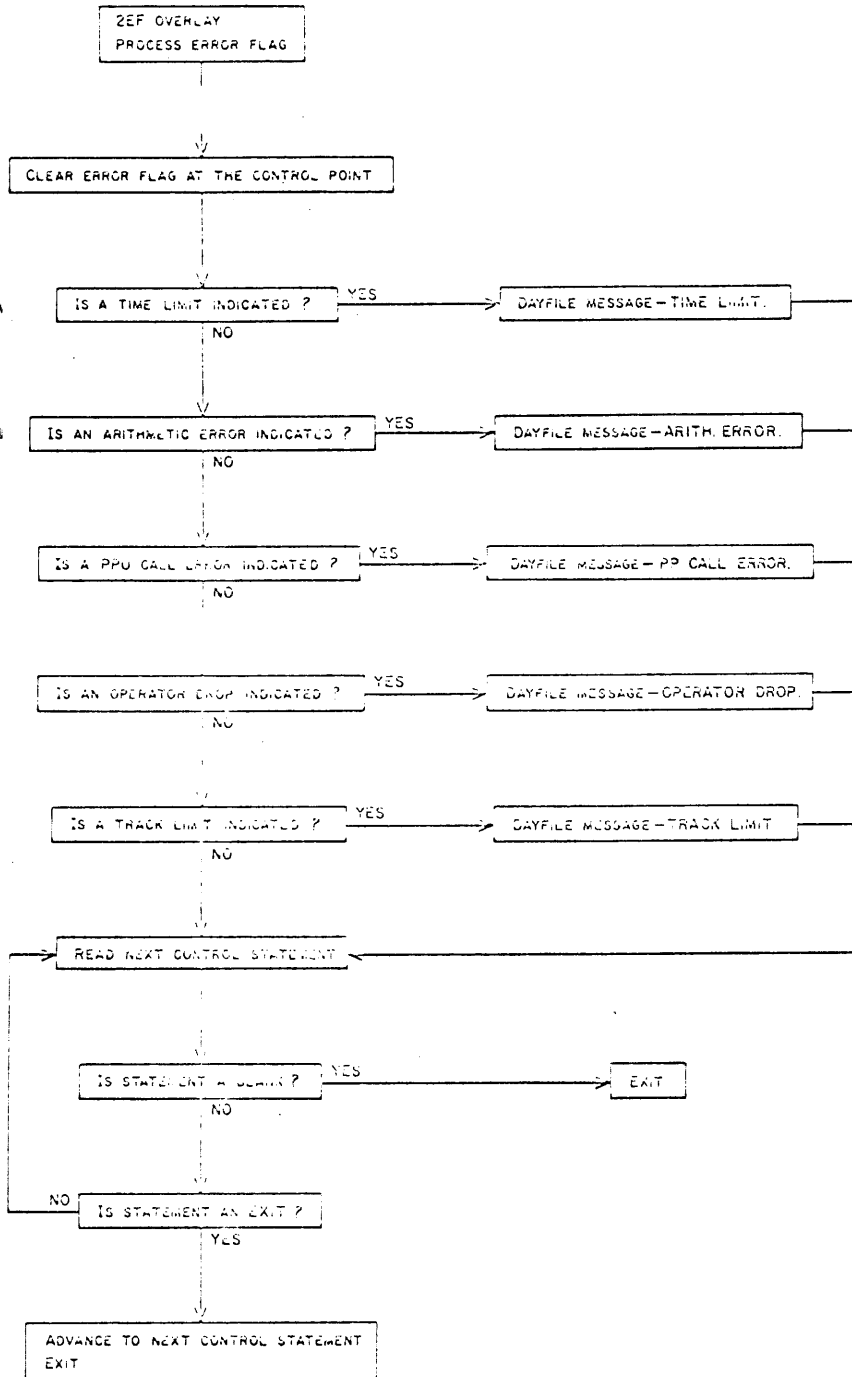 2EF OVERLAY
PROCESS ERROR FLAG
CLEAR ERROR FLAG AT THE CONTROL POINT
IS A TIME LIMIT INDICATED ?
YES
DAYFILE MESSAGE—TIME LIMIT.
NO
IS AN ARITHMETIC ERROR INDICATED ?
YES
DAYFILE MESSAGE—ARITH. ERROR.
NO
IS A PPU CALL ERROR INDICATED ?
YES
DAYFILE MESSAGE—PP CALL ERROR.
NO
IS AN OPERATOR DROP INDICATED ?
YES
DAYFILE MESSAGE—OPERATOR DROP.
NO
IS A TRACK LIMIT INDICATED ?
YES
DAYFILE MESSAGE—TRACK LIMIT
NO
READ NEXT CONTROL STATEMENT
IS STATEMENT A BLANK ?
YES
EXIT
NO
NO
IS STATEMENT AN EXIT ?
YES
ADVANCE TO NEXT CONTROL STATEMENT
EXIT